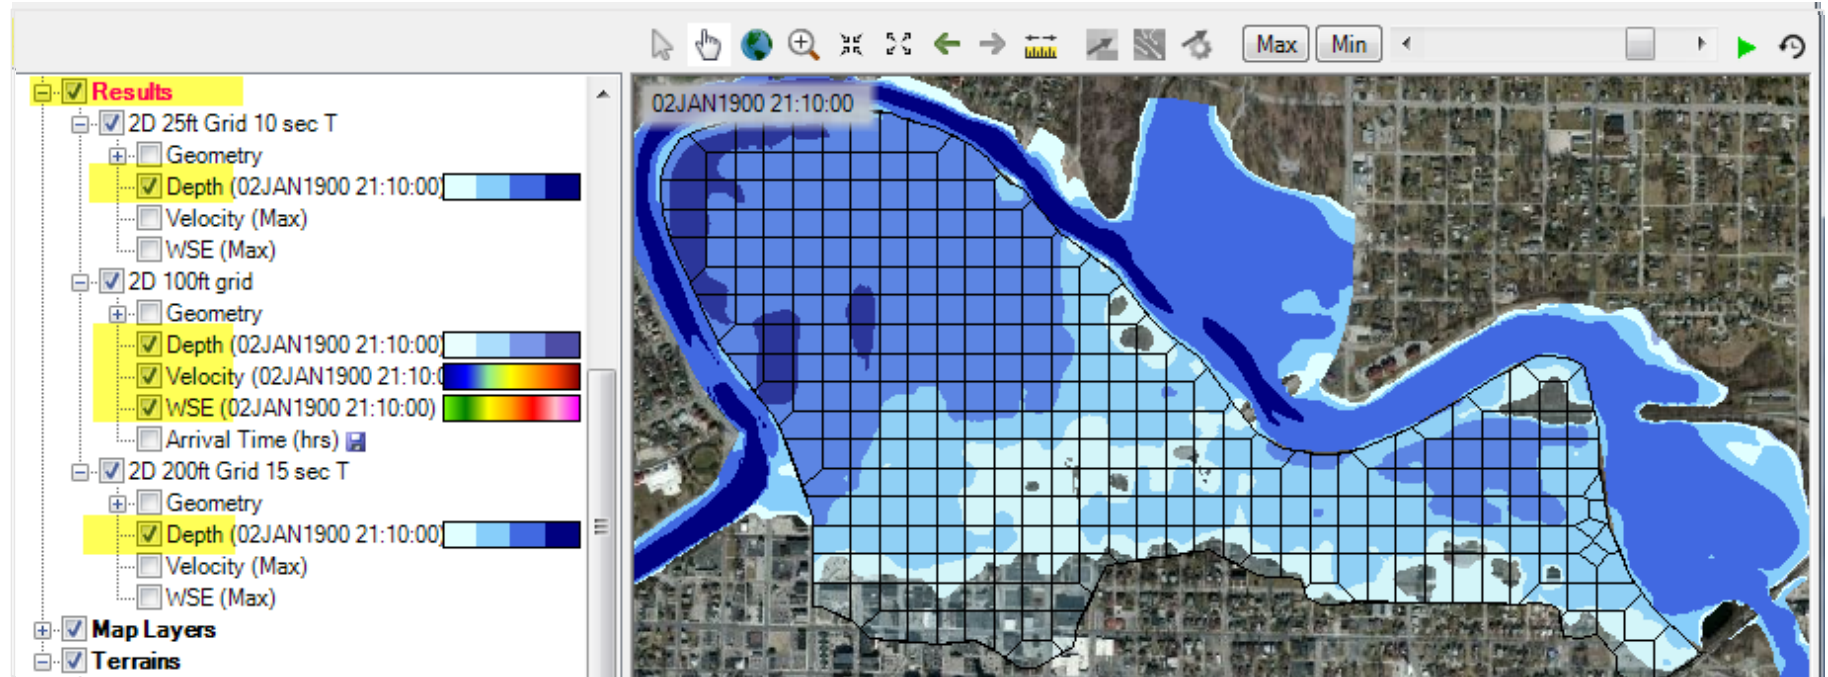 Max Min
Results
02JAN1900 21:10:00
2D 25ft Grid 10 sec T
Geometry
Depth (02JAN1900 21:10:00)
Velocity (Max)
WSE (Max)
2D 100ft grid
Geometry
Depth (02JAN1900 21:10:00)
Velocity (02JAN1900 21:10:0
WSE (02JAN1900 21:10:00)
Arrival Time (hrs)
2D 200ft Grid 15 sec T
Geometry
Depth (02JAN1900 21:10:00)
Velocity (Max)
WSE (Max)
Map Layers
Terrains